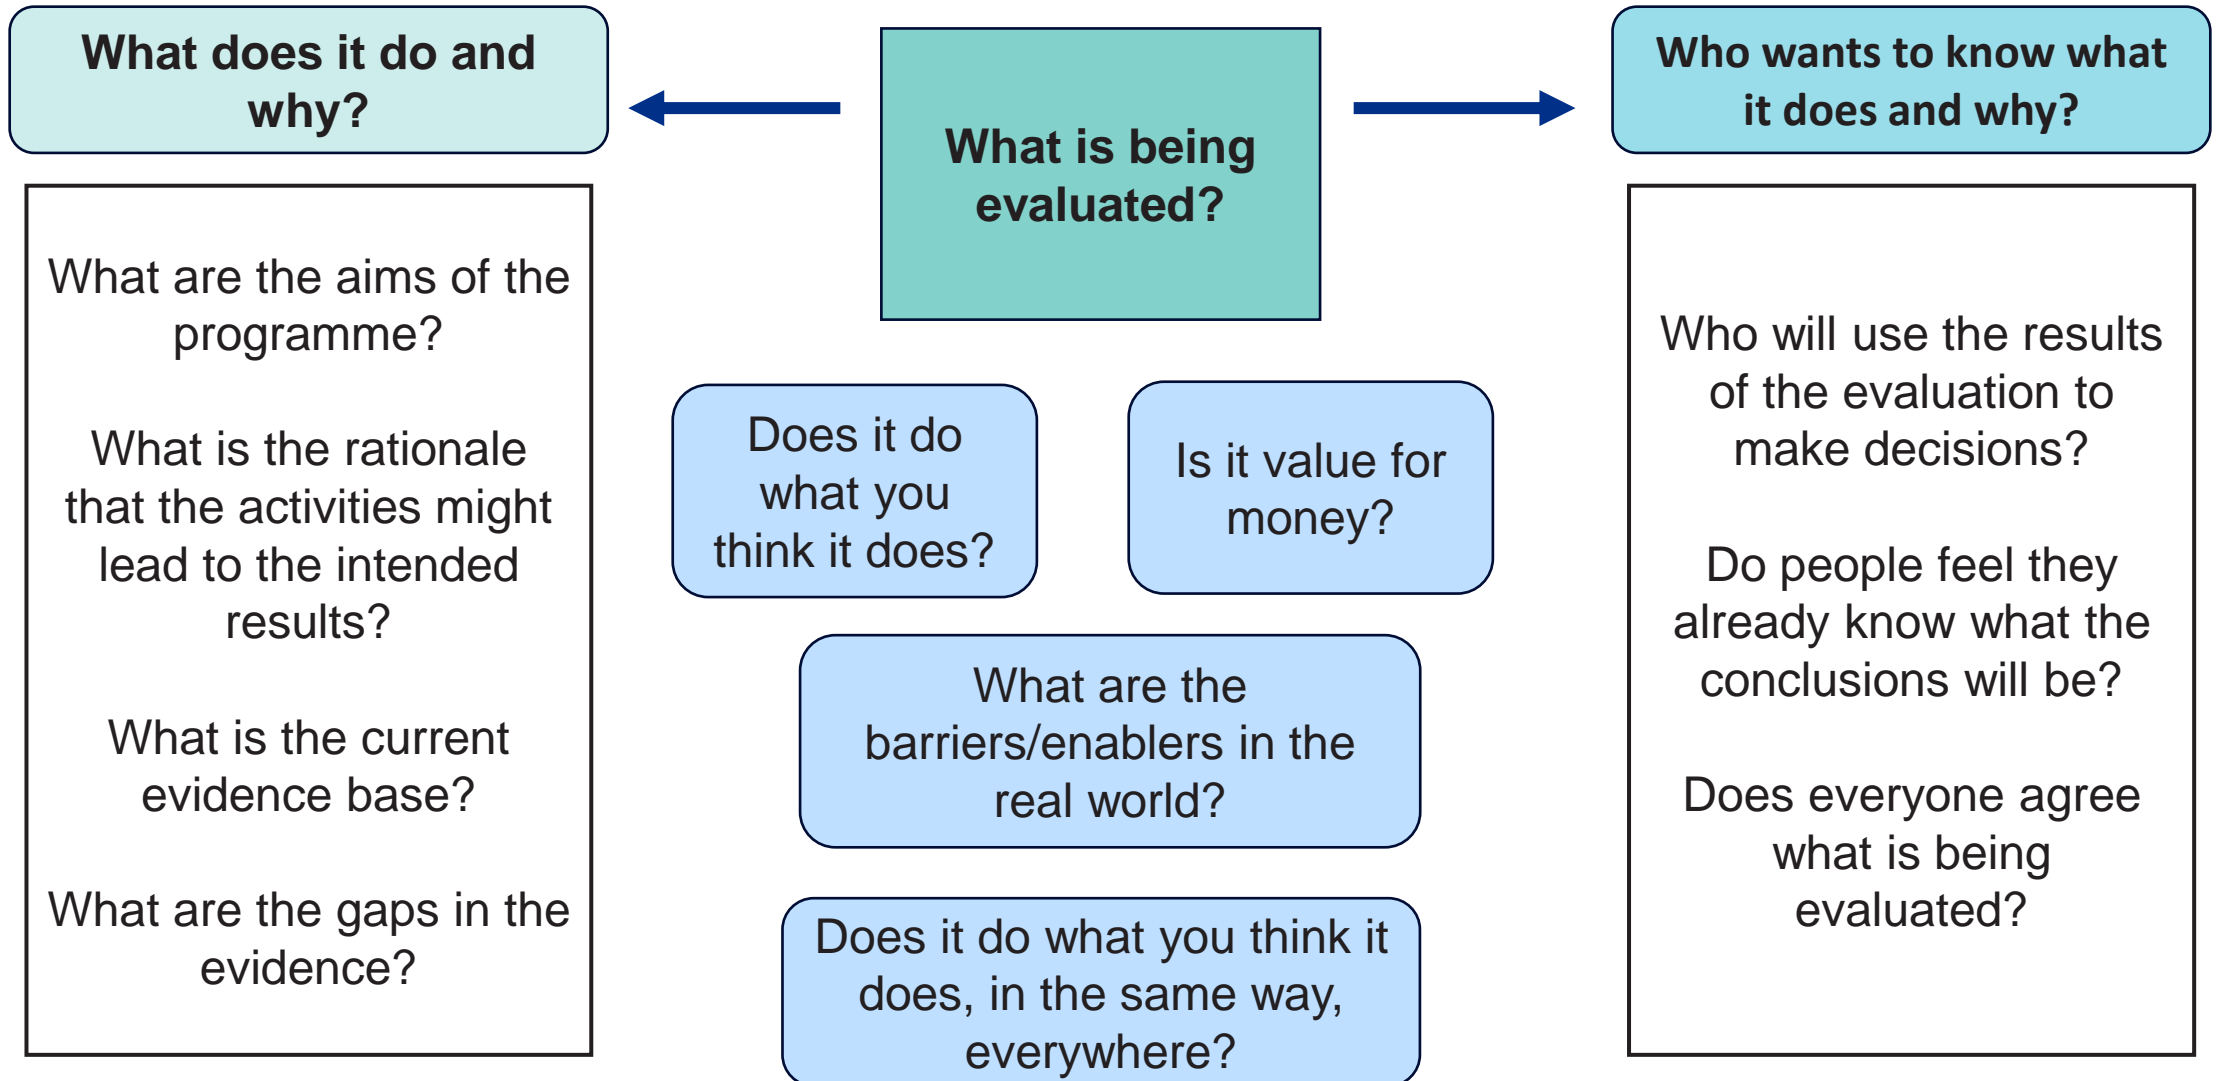 What does it do and
why?
What are the aims of the
programme?
What is the rationale
that the activities might
lead to the intended
results?
What is the current
evidence base?
What are the gaps in the
evidence?
What is being
evaluated?
Does it do
what you
think it does?
Is it value for
money?
What are the
barriers/enablers in the
real world?
Does it do what you think it
does, in the same way,
everywhere?
Who wants to know what
it does and why?
Who will use the results
of the evaluation to
make decisions?
Do people feel they
already know what the
conclusions will be?
Does everyone agree
what is being
evaluated?